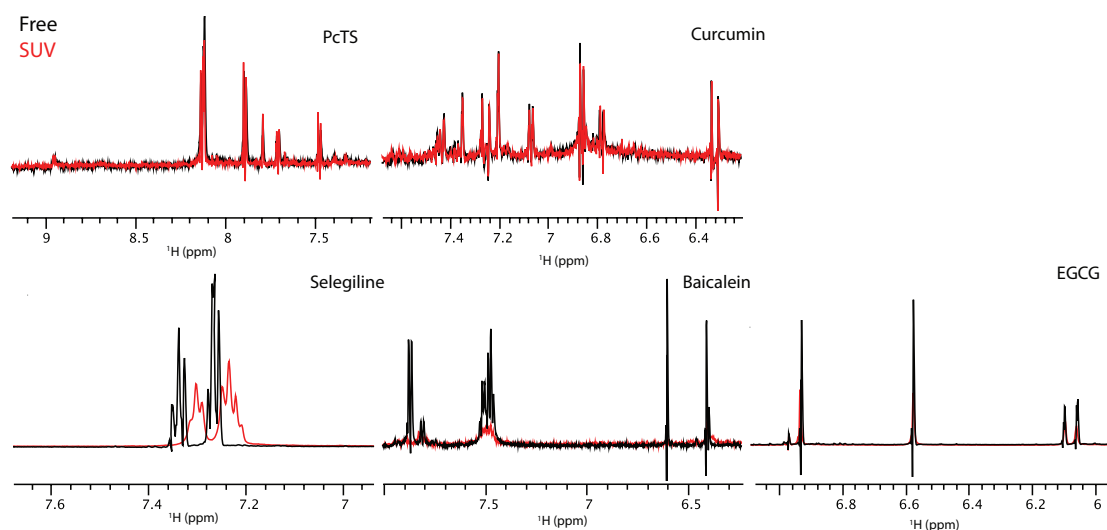 Free
SUV
PcTS
Curcumin
9 8.5 8 7.5
¹H (ppm)
7.4 7.2 7 6.8 6.6 6.4
¹H (ppm)
Selegiline
Baicalein
EGCG
7.6 7.4 7.2 7
¹H (ppm)
7.5 7 6.5
¹H (ppm)
6.8 6.6 6.4 6.2 6
¹H (ppm)